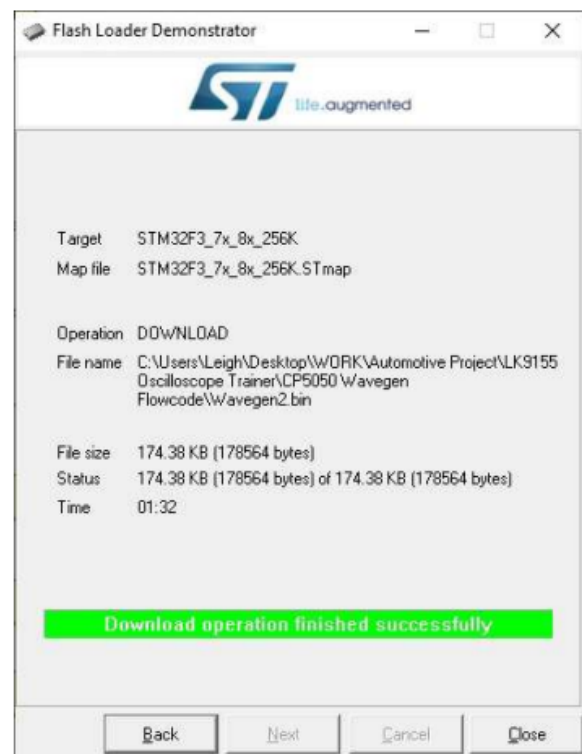 Flash Loader Demonstrator
life.augmented
Target STM32F3_7x_8x_256K
Map file STM32F3_7x_8x_256K.STmap
Operation DOWNLOAD
File name C:\Users\Leigh\Desktop\WORK\Automotive Project\LK9155
Oscilloscope Trainer\CP5050 Wavegen
Flowcode\Wavegen2.bin
File size 174.38 KB (178564 bytes)
Status 174.38 KB (178564 bytes) of 174.38 KB (178564 bytes)
Time 01:32
Download operation finished successfully
Back Next Cancel Close